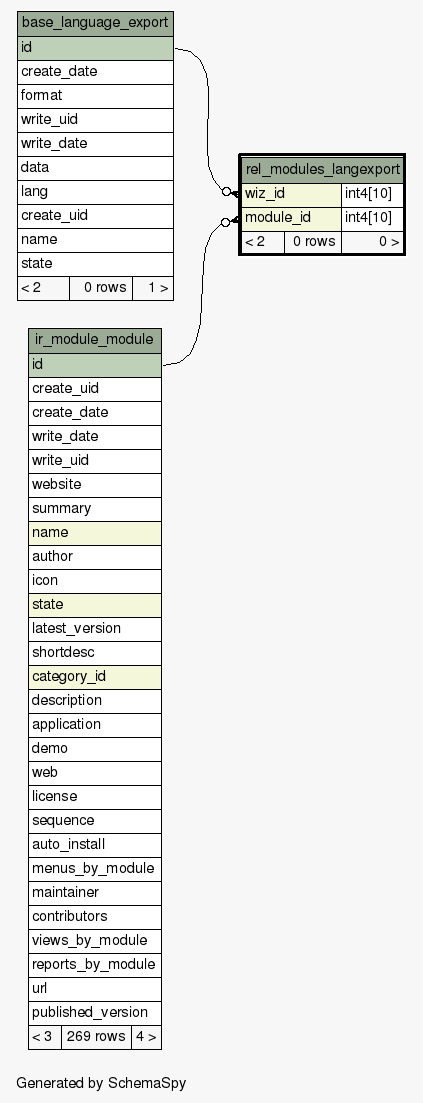 base_language_export
id
create_date
format
write_uid
write_date
data
lang
create_uid
name
state
< 2 0 rows 1 >
rel_modules_langexport
wiz_id int4[10]
module_id int4[10]
< 2 0 rows 0 >
ir_module_module
id
create_uid
create_date
write_date
write_uid
website
summary
name
author
icon
state
latest_version
shortdesc
category_id
description
application
demo
web
license
sequence
auto_install
menus_by_module
maintainer
contributors
views_by_module
reports_by_module
url
published_version
< 3 269 rows 4 >
Generated by SchemaSpy